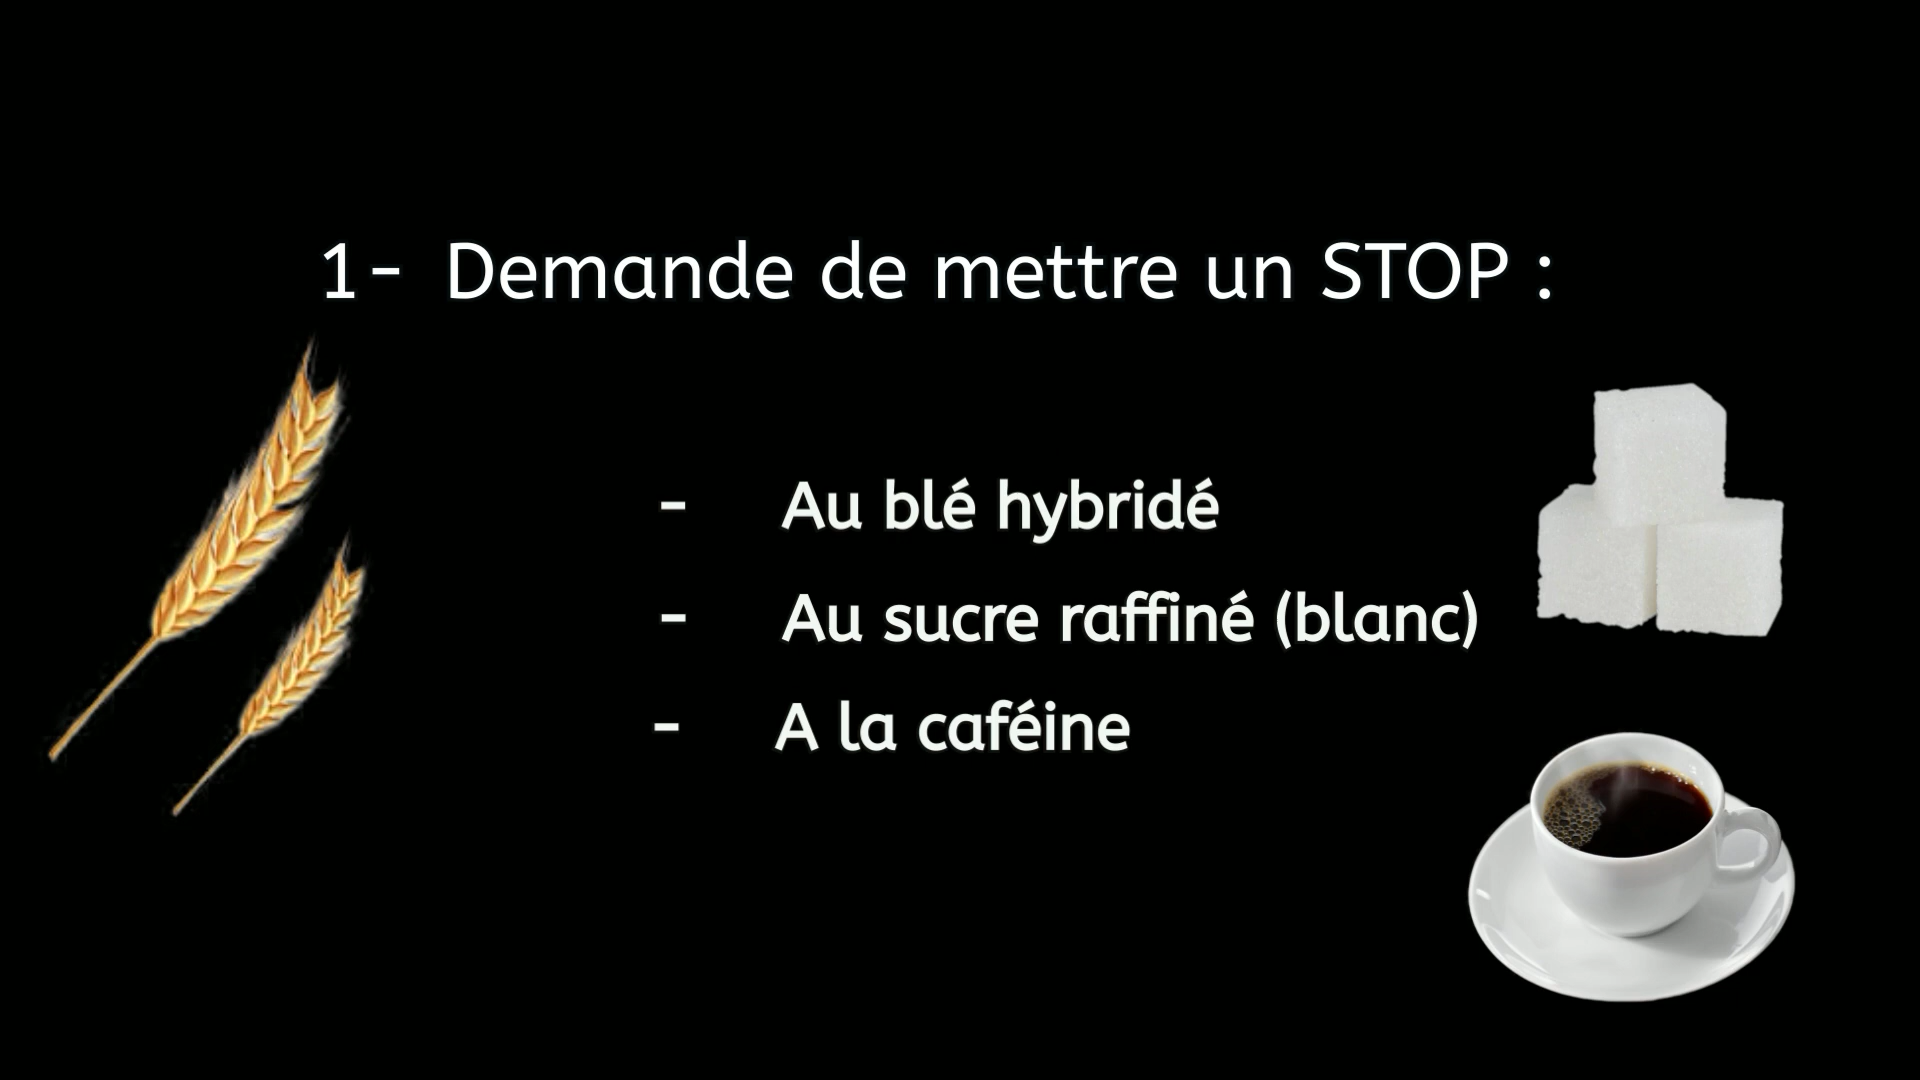 1- Demande de mettre un STOP :
- Au blé hybridé
- Au sucre raffiné (blanc)
- A la caféine